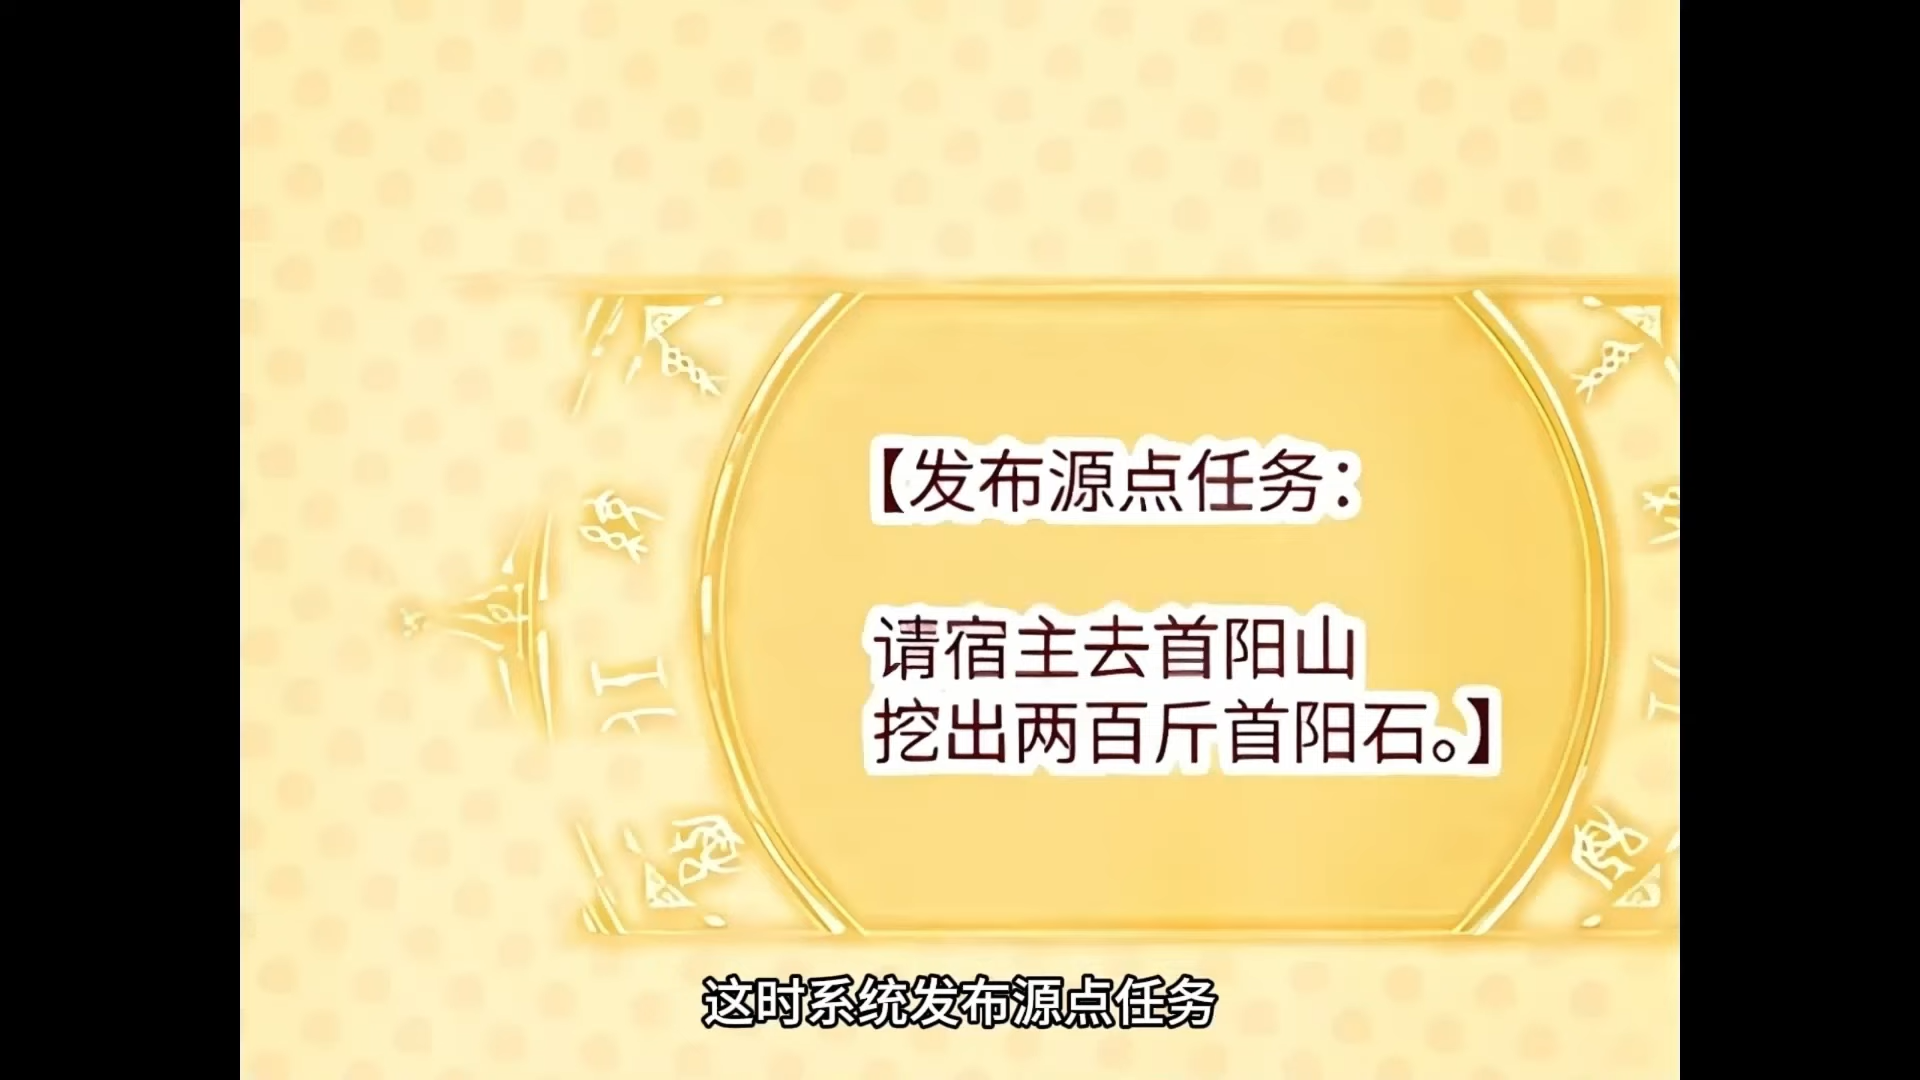 【发布源点任务：
请宿主去首阳山
挖出两百斤首阳石。】
这时系统发布源点任务